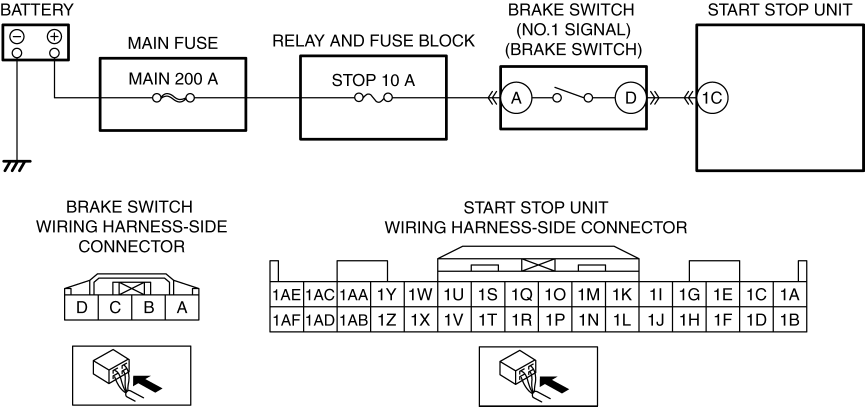 BATTERY
MAIN FUSE
MAIN 200 A
RELAY AND FUSE BLOCK
STOP 10 A
BRAKE SWITCH
(NO.1 SIGNAL)
(BRAKE SWITCH)
A
D
START STOP UNIT
1C
BRAKE SWITCH
WIRING HARNESS-SIDE
CONNECTOR
D C B A
START STOP UNIT
WIRING HARNESS-SIDE CONNECTOR
1AE 1AC 1AA 1Y 1W 1U 1S 1Q 1O 1M 1K 1I 1G 1E 1C 1A
1AF 1AD 1AB 1Z 1X 1V 1T 1R 1P 1N 1L 1J 1H 1F 1D 1B